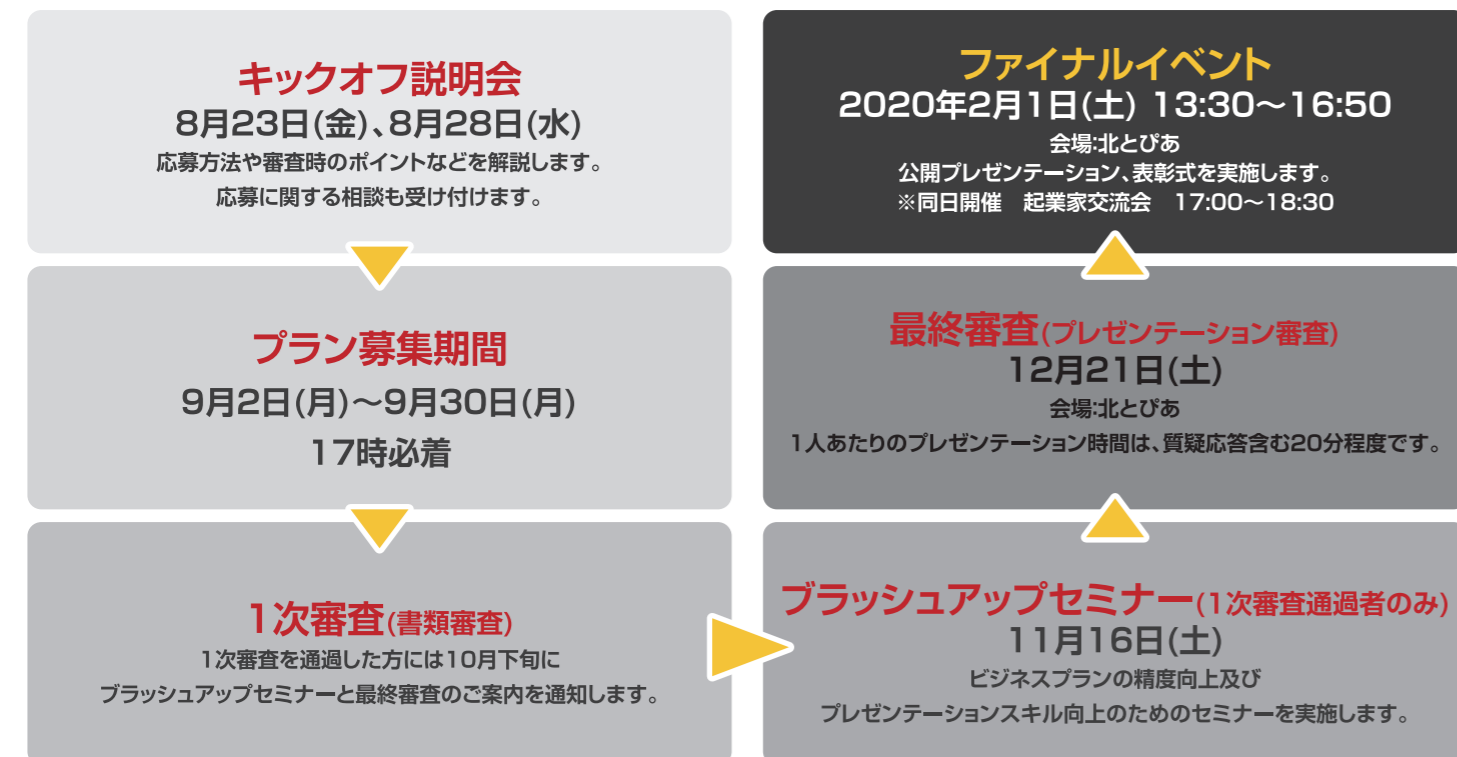 キックオフ説明会
8月23日(金)、8月28日(水)
応募方法や審査時のポイントなどを解説します。
応募に関する相談も受け付けます。
プラン募集期間
9月2日(月)～9月30日(月)
17時必着
1次審査(書類審査)
1次審査を通過した方には10月下旬に
ブラッシュアップセミナーと最終審査のご案内を通知します。
ブラッシュアップセミナー(1次審査通過者のみ)
11月16日(土)
ビジネスプランの精度向上及び
プレゼンテーションスキル向上のためのセミナーを実施します。
最終審査(プレゼンテーション審査)
12月21日(土)
会場:北とぴあ
1人あたりのプレゼンテーション時間は、質疑応答含む20分程度です。
ファイナルイベント
2020年2月1日(土) 13:30～16:50
会場:北とぴあ
公開プレゼンテーション、表彰式を実施します。
※同日開催　起業家交流会　17:00～18:30